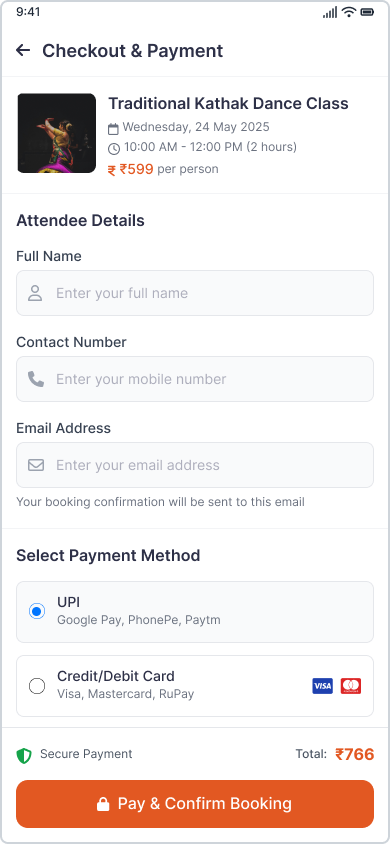 9:41
Checkout & Payment
Traditional Kathak Dance Class
Wednesday, 24 May 2025
10:00 AM - 12:00 PM (2 hours)
₹ ₹599 per person
Attendee Details
Full Name
Enter your full name
Contact Number
Enter your mobile number
Email Address
Enter your email address
Your booking confirmation will be sent to this email
Select Payment Method
UPI
Google Pay, PhonePe, Paytm
Credit/Debit Card
Visa, Mastercard, RuPay
VISA
Secure Payment
Total: ₹766
Pay & Confirm Booking